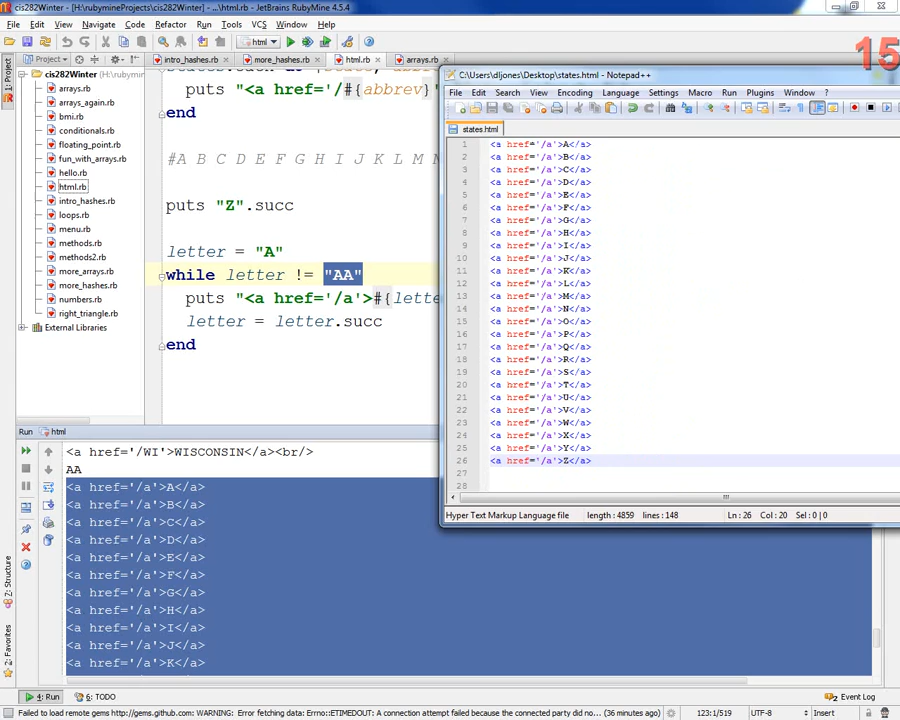 cis282Winter - [H:\rubymineProjects\cis282Winter] - ...\html.rb - JetBrains RubyMine 4.5.4
File Edit View Navigate Code Refactor Run Tools VCS Window Help
html
15
Project
intro_hashes.rb more_hashes.rb html.rb arrays.rb
1: Project
cis282Winter (H:\rubymineProjects\cis282Winter)
arrays.rb
arrays_again.rb
bmi.rb
conditionals.rb
floating_point.rb
fun_with_arrays.rb
hello.rb
html.rb
intro_hashes.rb
loops.rb
menu.rb
methods.rb
methods2.rb
more_arrays.rb
more_hashes.rb
numbers.rb
right_triangle.rb
External Libraries
puts "<a href='/#{abbrev}'
end
#A B C D E F G H I J K L M N
puts "Z".succ
letter = "A"
while letter != "AA"
puts "<a href='/a'>#{lette
letter = letter.succ
end
C:\Users\dljones\Desktop\states.html - Notepad++
File Edit Search View Encoding Language Settings Macro Run Plugins Window ?
states.html
1 <a href='/a'>A</a>
2 <a href='/a'>B</a>
3 <a href='/a'>C</a>
4 <a href='/a'>D</a>
5 <a href='/a'>E</a>
6 <a href='/a'>F</a>
7 <a href='/a'>G</a>
8 <a href='/a'>H</a>
9 <a href='/a'>I</a>
10 <a href='/a'>J</a>
11 <a href='/a'>K</a>
12 <a href='/a'>L</a>
13 <a href='/a'>M</a>
14 <a href='/a'>N</a>
15 <a href='/a'>O</a>
16 <a href='/a'>P</a>
17 <a href='/a'>Q</a>
18 <a href='/a'>R</a>
19 <a href='/a'>S</a>
20 <a href='/a'>T</a>
21 <a href='/a'>U</a>
22 <a href='/a'>V</a>
23 <a href='/a'>W</a>
24 <a href='/a'>X</a>
25 <a href='/a'>Y</a>
26 <a href='/a'>Z</a>
27
28
Hyper Text Markup Language file length : 4859 lines : 148 Ln : 26 Col : 20 Sel : 0 | 0
Run html
<a href='/WI'>WISCONSIN</a><br/>
AA
<a href='/a'>A</a>
<a href='/a'>B</a>
<a href='/a'>C</a>
<a href='/a'>D</a>
<a href='/a'>E</a>
<a href='/a'>F</a>
<a href='/a'>G</a>
<a href='/a'>H</a>
<a href='/a'>I</a>
<a href='/a'>J</a>
<a href='/a'>K</a>
Z: Structure
2: Favorites
4: Run 6: TODO Event Log
Failed to load remote gems http://gems.github.com: WARNING: Error fetching data: Errno::ETIMEDOUT: A connection attempt failed because the connected party did no... (36 minutes ago) 123:1/519 UTF-8 Insert